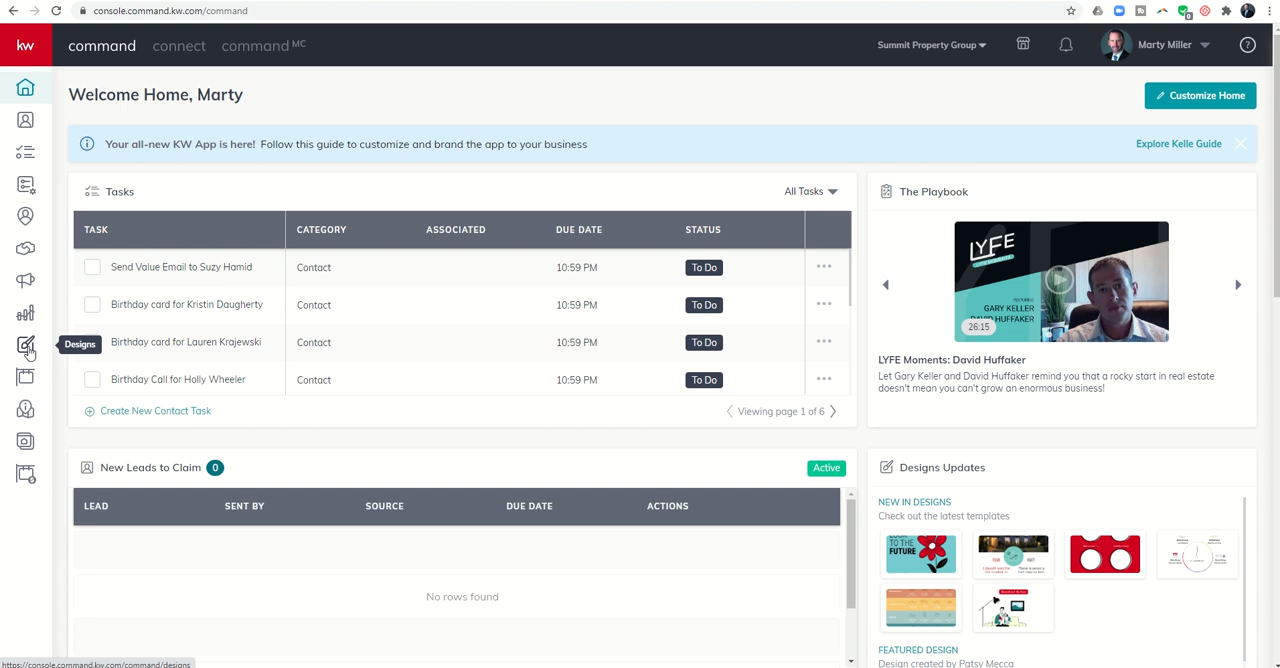 console.command.kw.com/command
kw
command
connect
command MC
Summit Property Group
Marty Miller
?
Welcome Home, Marty
Customize Home
Your all-new KW App is here! Follow this guide to customize and brand the app to your business
Explore Kelle Guide
Tasks
All Tasks
TASK CATEGORY ASSOCIATED DUE DATE STATUS
Send Value Email to Suzy Hamid Contact 10:59 PM To Do
Birthday card for Kristin Daugherty Contact 10:59 PM To Do
Designs
Birthday card for Lauren Krajewski Contact 10:59 PM To Do
Birthday Call for Holly Wheeler Contact 10:59 PM To Do
Create New Contact Task
Viewing page 1 of 6
The Playbook
LYFE
FEATURING
GARY KELLER
DAVID HUFFAKER
26:15
LYFE Moments: David Huffaker
Let Gary Keller and David Huffaker remind you that a rocky start in real estate
doesn't mean you can't grow an enormous business!
New Leads to Claim 0
Active
LEAD SENT BY SOURCE DUE DATE ACTIONS
No rows found
Designs Updates
NEW IN DESIGNS
Check out the latest templates
TO THE
FUTURE
FEATURED DESIGN
Design created by Patsy Mecca
https://console.command.kw.com/command/designs